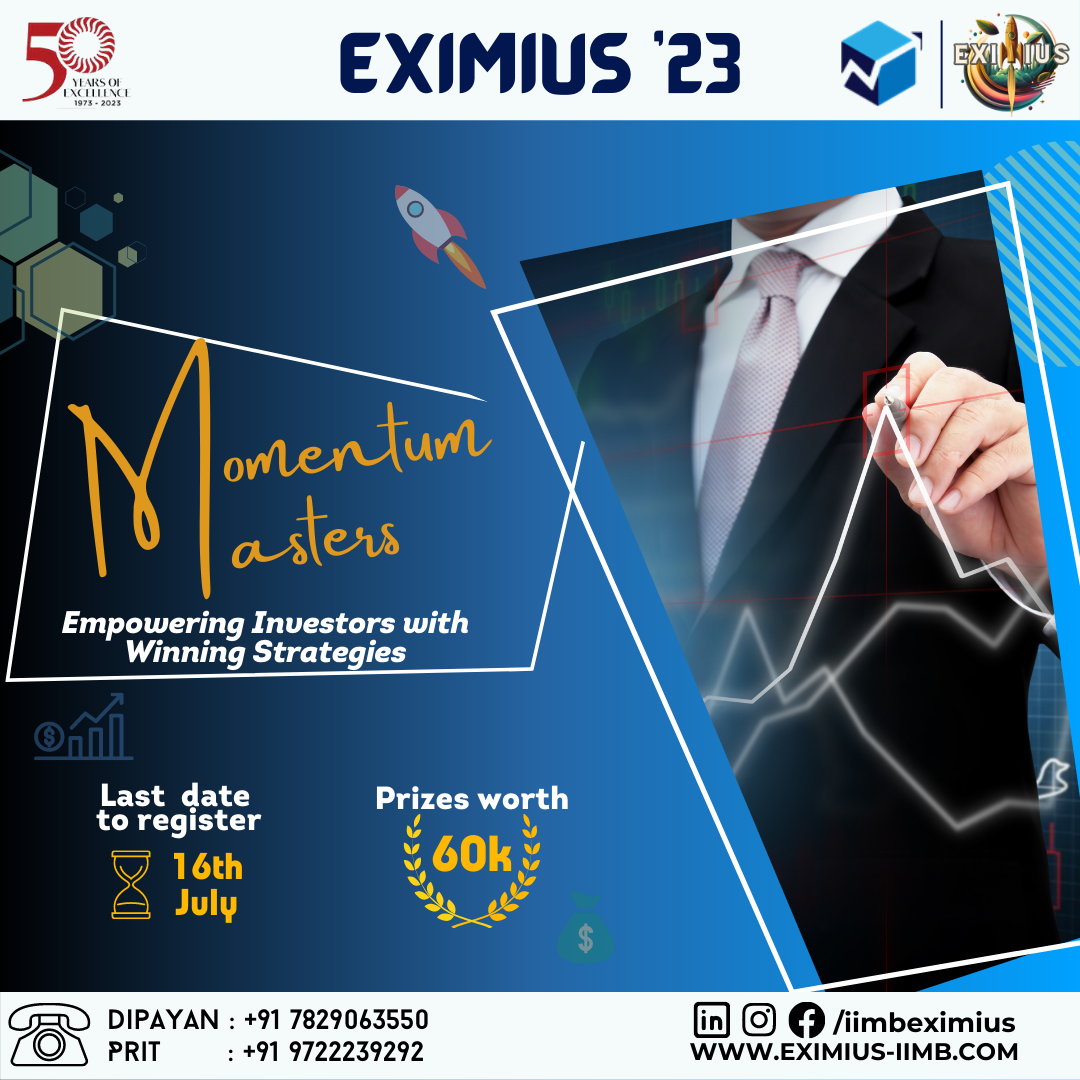 50
YEARS OF
EXCELLENCE
1973 - 2023
EXIMIUS '23
EXIMIUS
Momentum
Masters
Empowering Investors with
Winning Strategies
$
Last date
to register
16th
July
Prizes worth
60k
$
DIPAYAN : +91 7829063550
PRIT : +91 9722239292
in
f
/iimbeximius
WWW.EXIMIUS-IIMB.COM